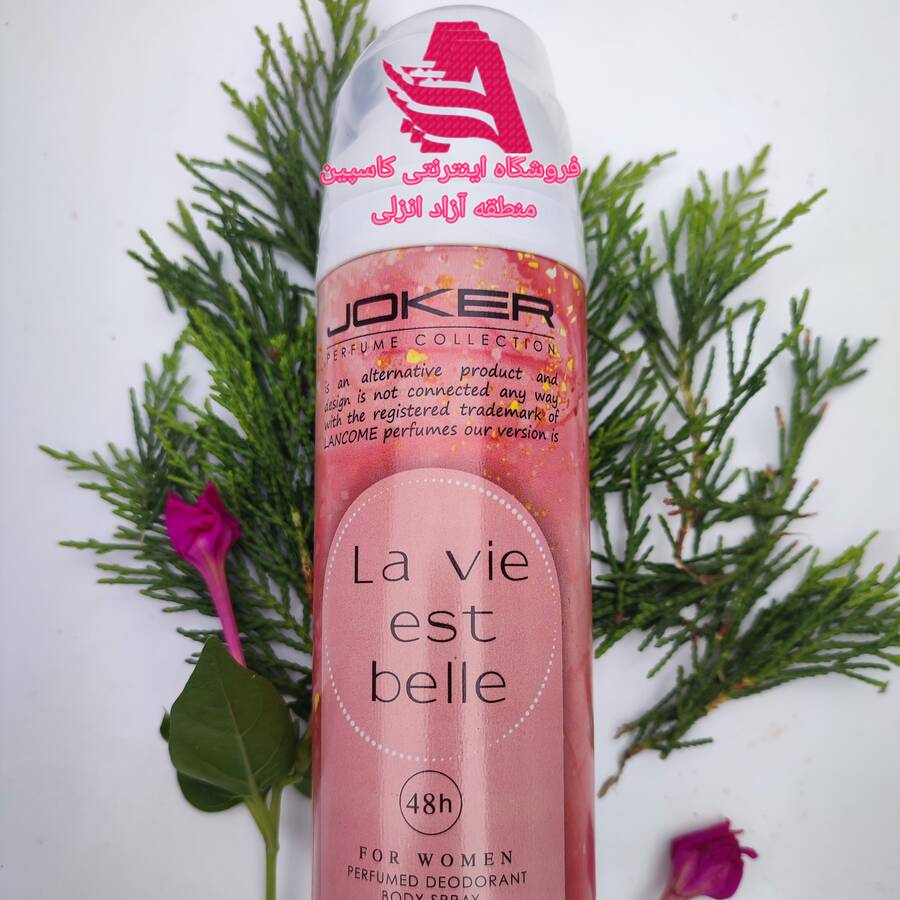 فروشگاه اینترنتی کاسپین
منطقه آزاد انزلی
JOKER
PERFUME COLLECTION
is an alternative product and
design is not connected any way
with the registered trademark of
LANCOME perfumes our version is
La vie
est
belle
48h
FOR WOMEN
PERFUMED DEODORANT
BODY SPRAY